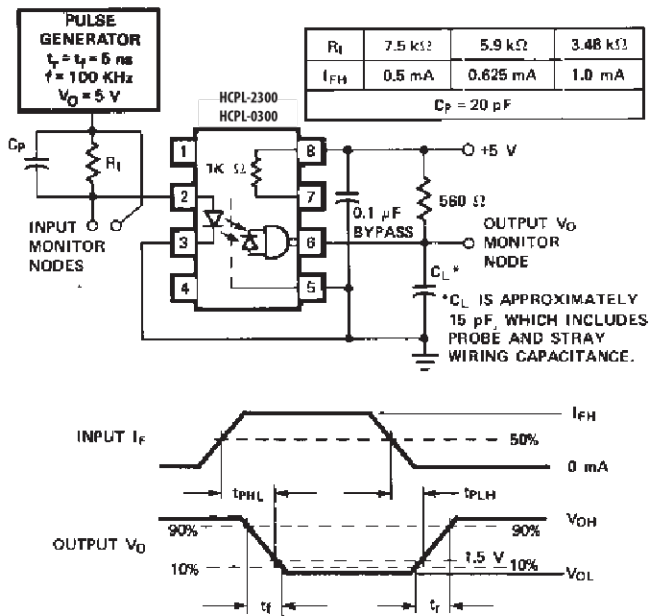 PULSE
GENERATOR
tr = tf = 5 ns
f = 100 KHz
VO = 5 V
RI 7.5 kΩ 5.9 kΩ 3.48 kΩ
IFH 0.5 mA 0.625 mA 1.0 mA
CP = 20 pF
HCPL-2300
HCPL-0300
CP
RI
1
2
3
4
1K Ω
8
7
6
5
+5 V
0.1 µF
BYPASS
560 Ω
INPUT
MONITOR
NODES
OUTPUT VO
MONITOR
NODE
CL*
*CL IS APPROXIMATELY
15 pF, WHICH INCLUDES
PROBE AND STRAY
WIRING CAPACITANCE.
INPUT IF
IFH
50%
0 mA
tPHL
tPLH
OUTPUT VO
90%
10%
VOH
90%
1.5 V
10%
VOL
tf
tr